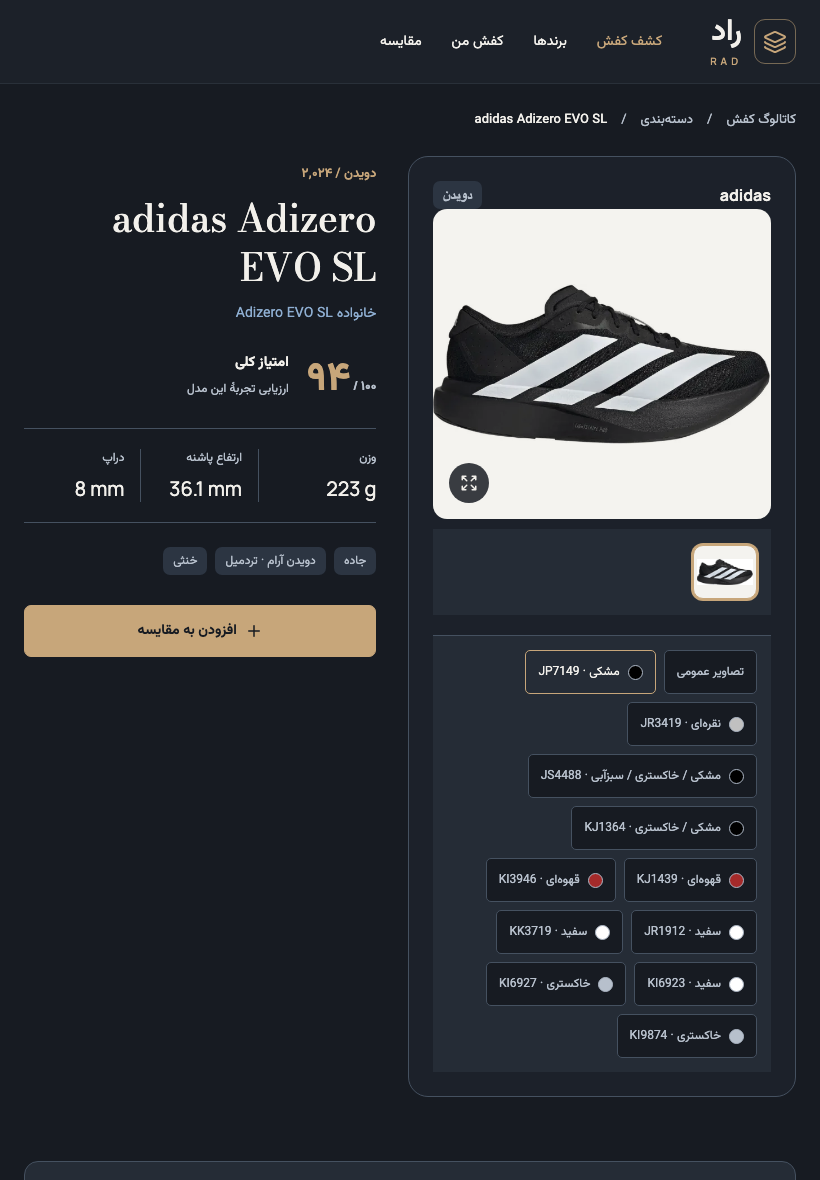 راد
RAD
کشف کفش
برندها
کفش من
مقایسه
کاتالوگ کفش / دسته‌بندی / adidas Adizero EVO SL
adidas
دویدن
تصاویر عمومی
مشکی · JP7149
نقره‌ای · JR3419
مشکی / خاکستری / سبزآبی · JS4488
مشکی / خاکستری · KJ1364
قهوه‌ای · KJ1439
قهوه‌ای · KI3946
سفید · JR1912
سفید · KK3719
سفید · KI6923
خاکستری · KI6927
خاکستری · KI9874
دویدن / ۲,۰۲۴
adidas Adizero
EVO SL
خانواده Adizero EVO SL
۹۴ / ۱۰۰
امتیاز کلی
ارزیابی تجربهٔ این مدل
وزن
223 g
ارتفاع پاشنه
36.1 mm
دراپ
8 mm
جاده
دویدن آرام · تردمیل
خنثی
افزودن به مقایسه